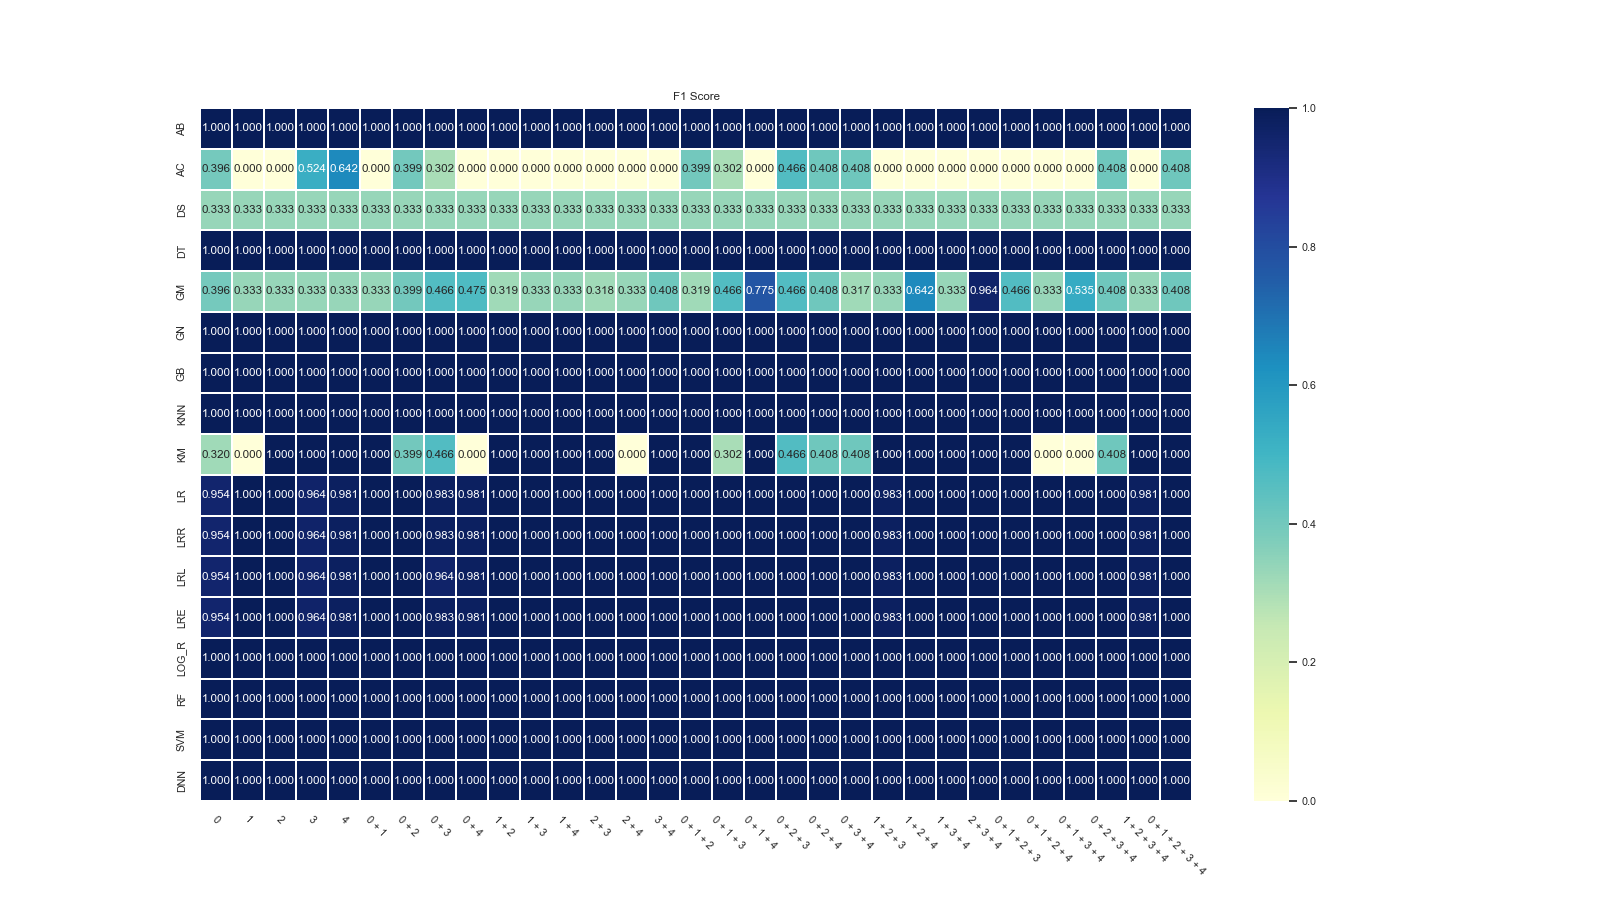 F1 Score
AB 1.000 1.000 1.000 1.000 1.000 1.000 1.000 1.000 1.000 1.000 1.000 1.000 1.000 1.000 1.000 1.000 1.000 1.000 1.000 1.000 1.000 1.000 1.000 1.000 1.000 1.000 1.000 1.000 1.000 1.000 1.000
AC 0.396 0.000 0.000 0.524 0.642 0.000 0.399 0.302 0.000 0.000 0.000 0.000 0.000 0.000 0.000 0.399 0.302 0.000 0.466 0.408 0.408 0.000 0.000 0.000 0.000 0.000 0.000 0.000 0.408 0.000 0.408
DS 0.333 0.333 0.333 0.333 0.333 0.333 0.333 0.333 0.333 0.333 0.333 0.333 0.333 0.333 0.333 0.333 0.333 0.333 0.333 0.333 0.333 0.333 0.333 0.333 0.333 0.333 0.333 0.333 0.333 0.333 0.333
DT 1.000 1.000 1.000 1.000 1.000 1.000 1.000 1.000 1.000 1.000 1.000 1.000 1.000 1.000 1.000 1.000 1.000 1.000 1.000 1.000 1.000 1.000 1.000 1.000 1.000 1.000 1.000 1.000 1.000 1.000 1.000
GM 0.396 0.333 0.333 0.333 0.333 0.333 0.399 0.466 0.475 0.319 0.333 0.333 0.318 0.333 0.408 0.319 0.466 0.775 0.466 0.408 0.317 0.333 0.642 0.333 0.964 0.466 0.333 0.535 0.408 0.333 0.408
GN 1.000 1.000 1.000 1.000 1.000 1.000 1.000 1.000 1.000 1.000 1.000 1.000 1.000 1.000 1.000 1.000 1.000 1.000 1.000 1.000 1.000 1.000 1.000 1.000 1.000 1.000 1.000 1.000 1.000 1.000 1.000
GB 1.000 1.000 1.000 1.000 1.000 1.000 1.000 1.000 1.000 1.000 1.000 1.000 1.000 1.000 1.000 1.000 1.000 1.000 1.000 1.000 1.000 1.000 1.000 1.000 1.000 1.000 1.000 1.000 1.000 1.000 1.000
KNN 1.000 1.000 1.000 1.000 1.000 1.000 1.000 1.000 1.000 1.000 1.000 1.000 1.000 1.000 1.000 1.000 1.000 1.000 1.000 1.000 1.000 1.000 1.000 1.000 1.000 1.000 1.000 1.000 1.000 1.000 1.000
KM 0.320 0.000 1.000 1.000 1.000 1.000 0.399 0.466 0.000 1.000 1.000 1.000 1.000 0.000 1.000 1.000 0.302 1.000 0.466 0.408 0.408 1.000 1.000 1.000 1.000 1.000 0.000 0.000 0.408 1.000 1.000
LR 0.954 1.000 1.000 0.964 0.981 1.000 1.000 0.983 0.981 1.000 1.000 1.000 1.000 1.000 1.000 1.000 1.000 1.000 1.000 1.000 1.000 0.983 1.000 1.000 1.000 1.000 1.000 1.000 1.000 0.981 1.000
LRR 0.954 1.000 1.000 0.964 0.981 1.000 1.000 0.983 0.981 1.000 1.000 1.000 1.000 1.000 1.000 1.000 1.000 1.000 1.000 1.000 1.000 0.983 1.000 1.000 1.000 1.000 1.000 1.000 1.000 0.981 1.000
LRL 0.954 1.000 1.000 0.964 0.981 1.000 1.000 0.964 0.981 1.000 1.000 1.000 1.000 1.000 1.000 1.000 1.000 1.000 1.000 1.000 1.000 0.983 1.000 1.000 1.000 1.000 1.000 1.000 1.000 0.981 1.000
LRE 0.954 1.000 1.000 0.964 0.981 1.000 1.000 0.983 0.981 1.000 1.000 1.000 1.000 1.000 1.000 1.000 1.000 1.000 1.000 1.000 1.000 0.983 1.000 1.000 1.000 1.000 1.000 1.000 1.000 0.981 1.000
LOG_R 1.000 1.000 1.000 1.000 1.000 1.000 1.000 1.000 1.000 1.000 1.000 1.000 1.000 1.000 1.000 1.000 1.000 1.000 1.000 1.000 1.000 1.000 1.000 1.000 1.000 1.000 1.000 1.000 1.000 1.000 1.000
RF 1.000 1.000 1.000 1.000 1.000 1.000 1.000 1.000 1.000 1.000 1.000 1.000 1.000 1.000 1.000 1.000 1.000 1.000 1.000 1.000 1.000 1.000 1.000 1.000 1.000 1.000 1.000 1.000 1.000 1.000 1.000
SVM 1.000 1.000 1.000 1.000 1.000 1.000 1.000 1.000 1.000 1.000 1.000 1.000 1.000 1.000 1.000 1.000 1.000 1.000 1.000 1.000 1.000 1.000 1.000 1.000 1.000 1.000 1.000 1.000 1.000 1.000 1.000
DNN 1.000 1.000 1.000 1.000 1.000 1.000 1.000 1.000 1.000 1.000 1.000 1.000 1.000 1.000 1.000 1.000 1.000 1.000 1.000 1.000 1.000 1.000 1.000 1.000 1.000 1.000 1.000 1.000 1.000 1.000 1.000
0
1
2
3
4
0 + 1
0 + 2
0 + 3
0 + 4
1 + 2
1 + 3
1 + 4
2 + 3
2 + 4
3 + 4
0 + 1 + 2
0 + 1 + 3
0 + 1 + 4
0 + 2 + 3
0 + 2 + 4
0 + 3 + 4
1 + 2 + 3
1 + 2 + 4
1 + 3 + 4
2 + 3 + 4
0 + 1 + 2 + 3
0 + 1 + 2 + 4
0 + 1 + 3 + 4
0 + 2 + 3 + 4
1 + 2 + 3 + 4
0 + 1 + 2 + 3 + 4
1.0
0.8
0.6
0.4
0.2
0.0